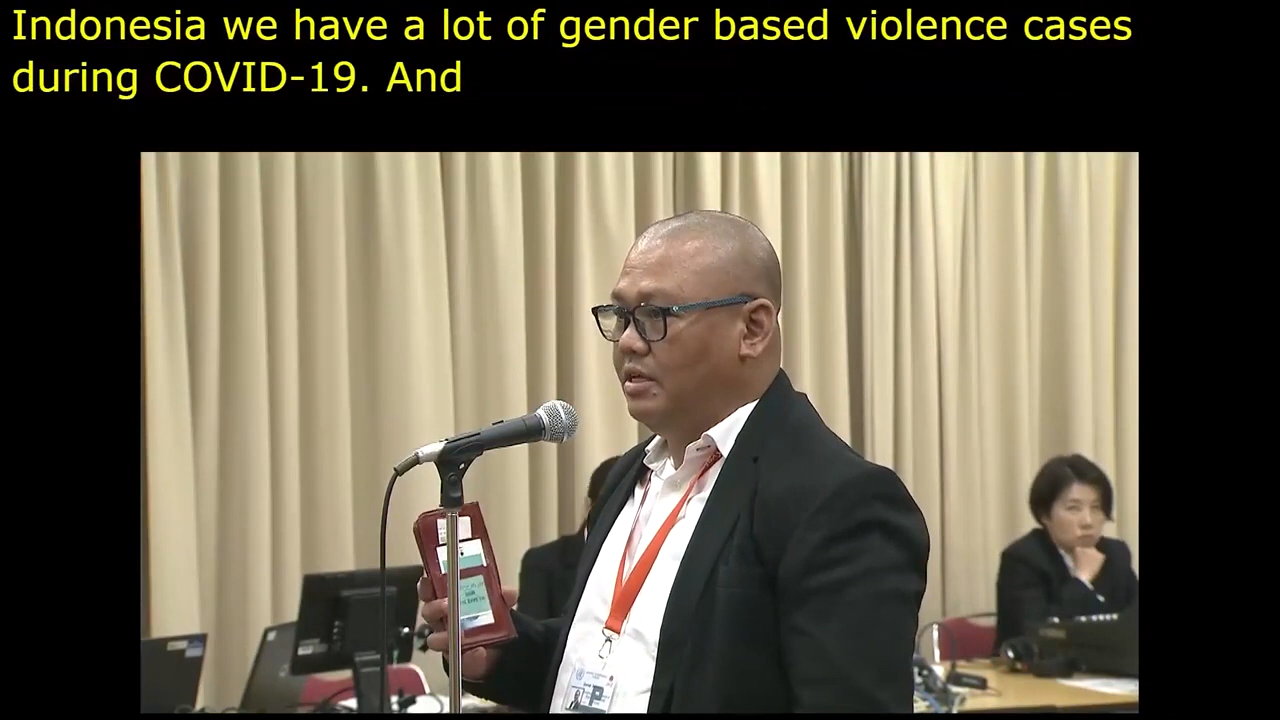 Indonesia we have a lot of gender based violence cases
during COVID-19. And